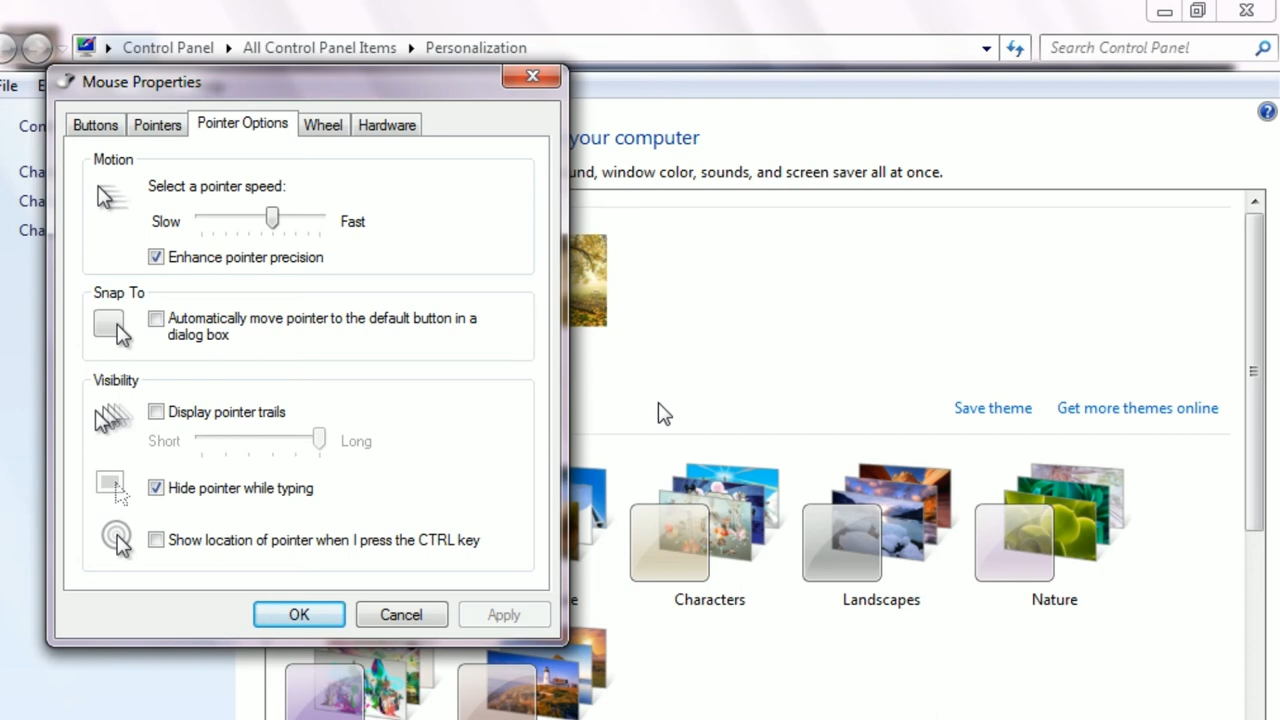 Control Panel
All Control Panel Items
Personalization
Search Control Panel
Mouse Properties
Buttons
Pointers
Pointer Options
Wheel
Hardware
Motion
Select a pointer speed:
Slow
Fast
Enhance pointer precision
Snap To
Automatically move pointer to the default button in a
dialog box
Visibility
Display pointer trails
Short
Long
Hide pointer while typing
Show location of pointer when I press the CTRL key
OK
Cancel
Apply
your computer
window color, sounds, and screen saver all at once.
Save theme
Get more themes online
Characters
Landscapes
Nature